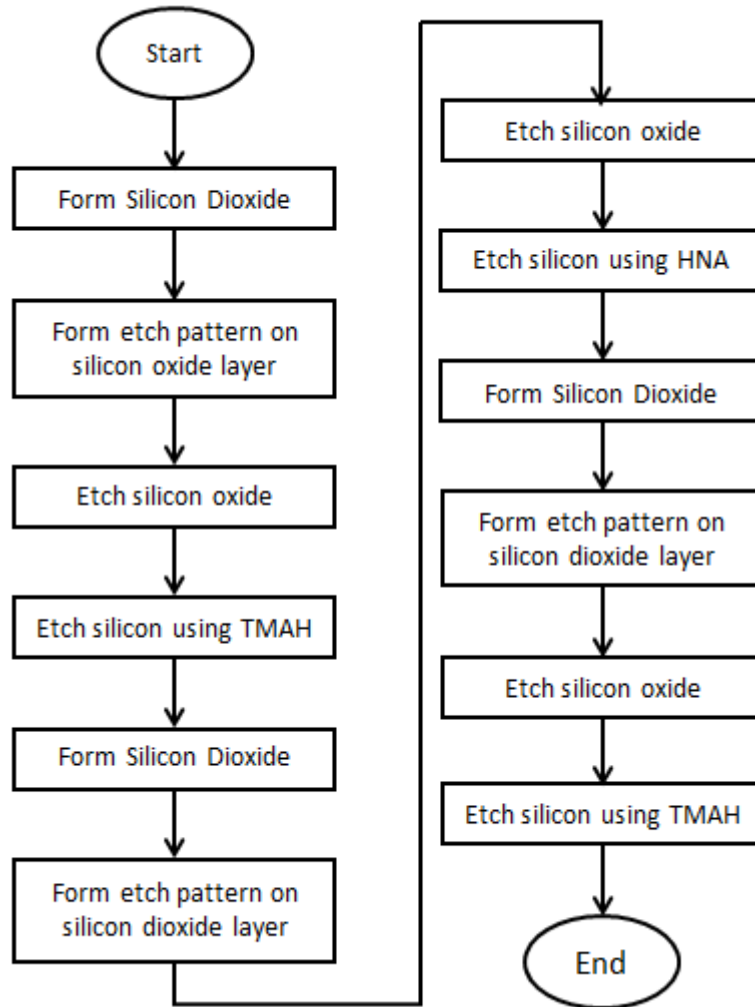 Start
Form Silicon Dioxide
Form etch pattern on
silicon oxide layer
Etch silicon oxide
Etch silicon using TMAH
Form Silicon Dioxide
Form etch pattern on
silicon dioxide layer
Etch silicon oxide
Etch silicon using HNA
Form Silicon Dioxide
Form etch pattern on
silicon dioxide layer
Etch silicon oxide
Etch silicon using TMAH
End